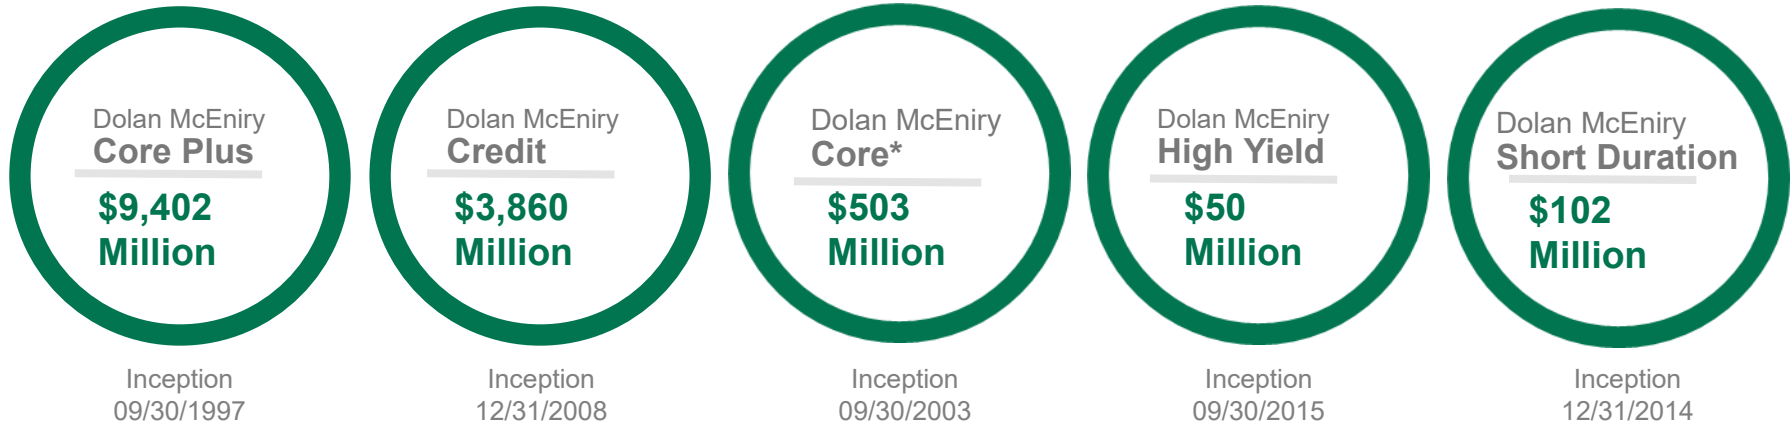 Dolan McEniry
Core Plus
$9,402
Million
Inception
09/30/1997
Dolan McEniry
Credit
$3,860
Million
Inception
12/31/2008
Dolan McEniry
Core*
$503
Million
Inception
09/30/2003
Dolan McEniry
High Yield
$50
Million
Inception
09/30/2015
Dolan McEniry
Short Duration
$102
Million
Inception
12/31/2014